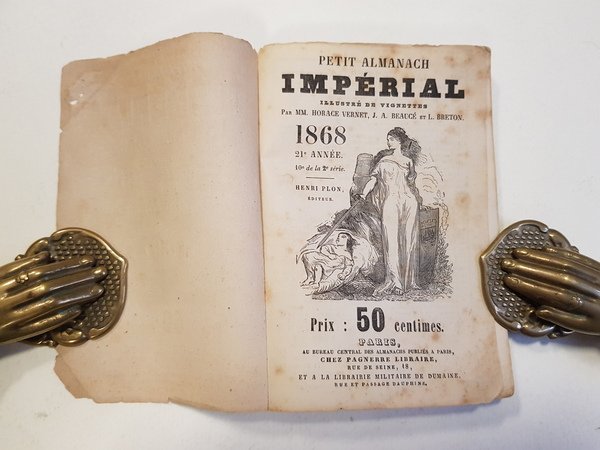 PETIT ALMANACH
IMPÉRIAL
ILLUSTRÉ DE VIGNETTES
PAR MM. HORACE VERNET, J. A. BEAUCÉ ET L. BRETON.
1868
21e ANNÉE.
10e de la 2e série.
HENRI PLON,
ÉDITEUR.
Prix : 50 centimes.
PARIS,
AU BUREAU CENTRAL DES ALMANACHS PUBLIÉS A PARIS,
CHEZ PAGNERRE LIBRAIRE,
RUE DE SEINE, 18,
ET A LA LIBRAIRIE MILITAIRE DE DUMAINE,
RUE ET PASSAGE DAUPHINE,